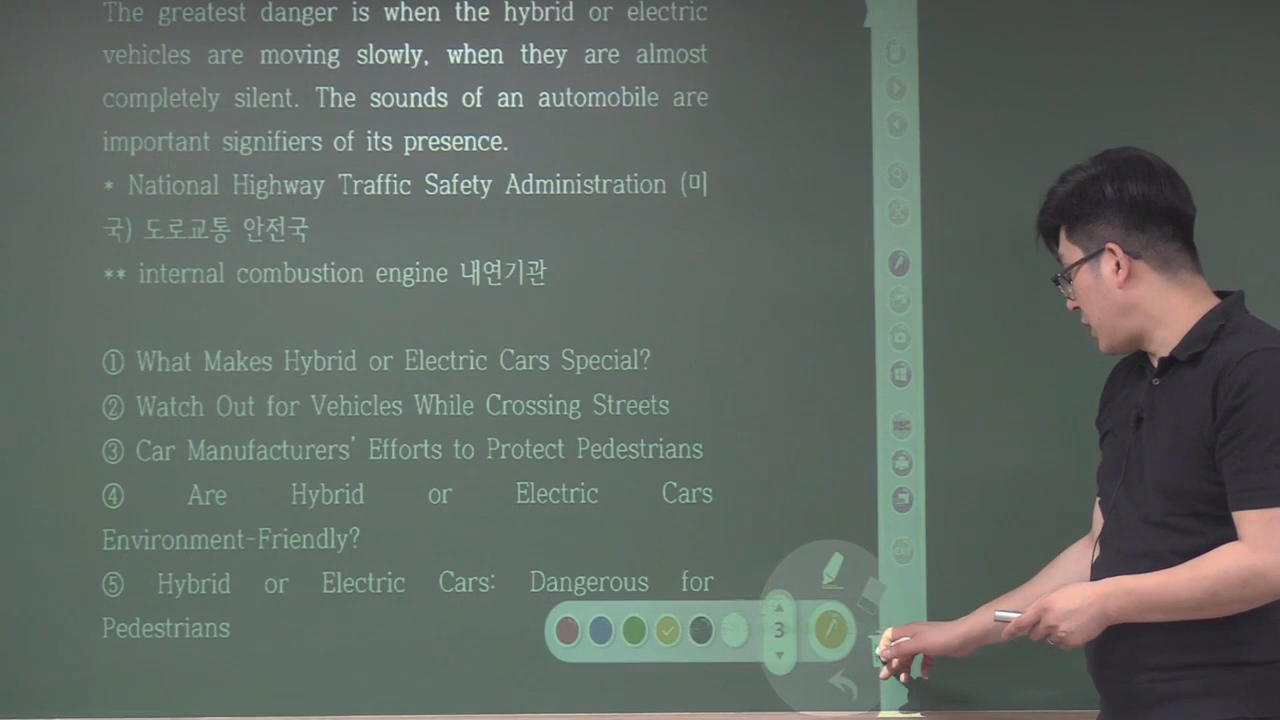 The greatest danger is when the hybrid or electric
vehicles are moving slowly, when they are almost
completely silent. The sounds of an automobile are
important signifiers of its presence.
* National Highway Traffic Safety Administration (미
국) 도로교통 안전국
** internal combustion engine 내연기관
① What Makes Hybrid or Electric Cars Special?
② Watch Out for Vehicles While Crossing Streets
③ Car Manufacturers' Efforts to Protect Pedestrians
④ Are Hybrid or Electric Cars
Environment-Friendly?
⑤ Hybrid or Electric Cars: Dangerous for
Pedestrians
3
REC
EXIT